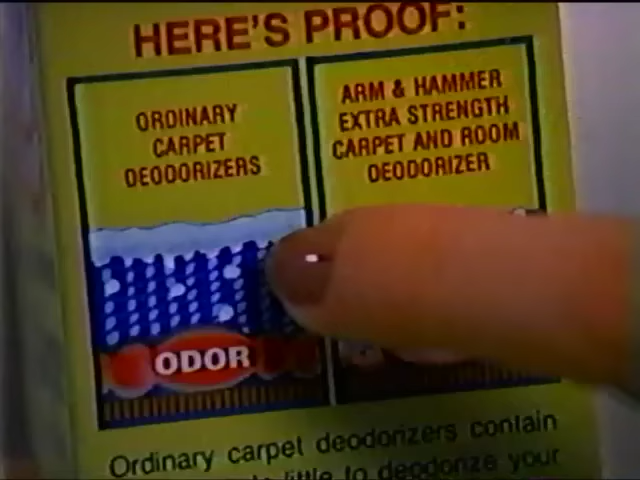 HERE'S PROOF:
ORDINARY
CARPET
DEODORIZERS
ARM & HAMMER
EXTRA STRENGTH
CARPET AND ROOM
DEODORIZER
ODOR
Ordinary carpet deodorizers contain
little to deodorize your